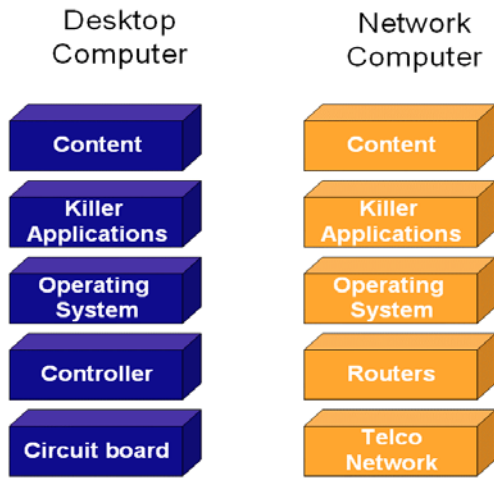 Desktop
Computer
Content
Killer
Applications
Operating
System
Controller
Circuit board
Network
Computer
Content
Killer
Applications
Operating
System
Routers
Telco
Network